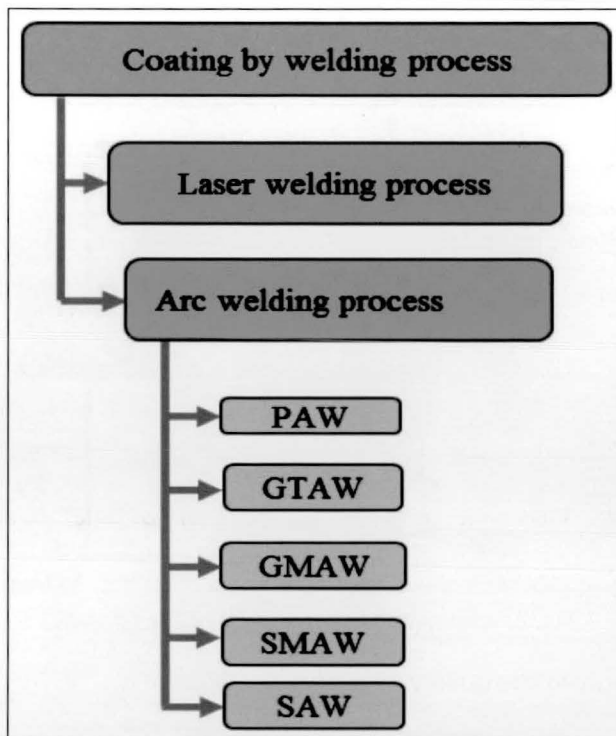 Coating by welding process
Laser welding process
Arc welding process
PAW
GTAW
GMAW
SMAW
SAW